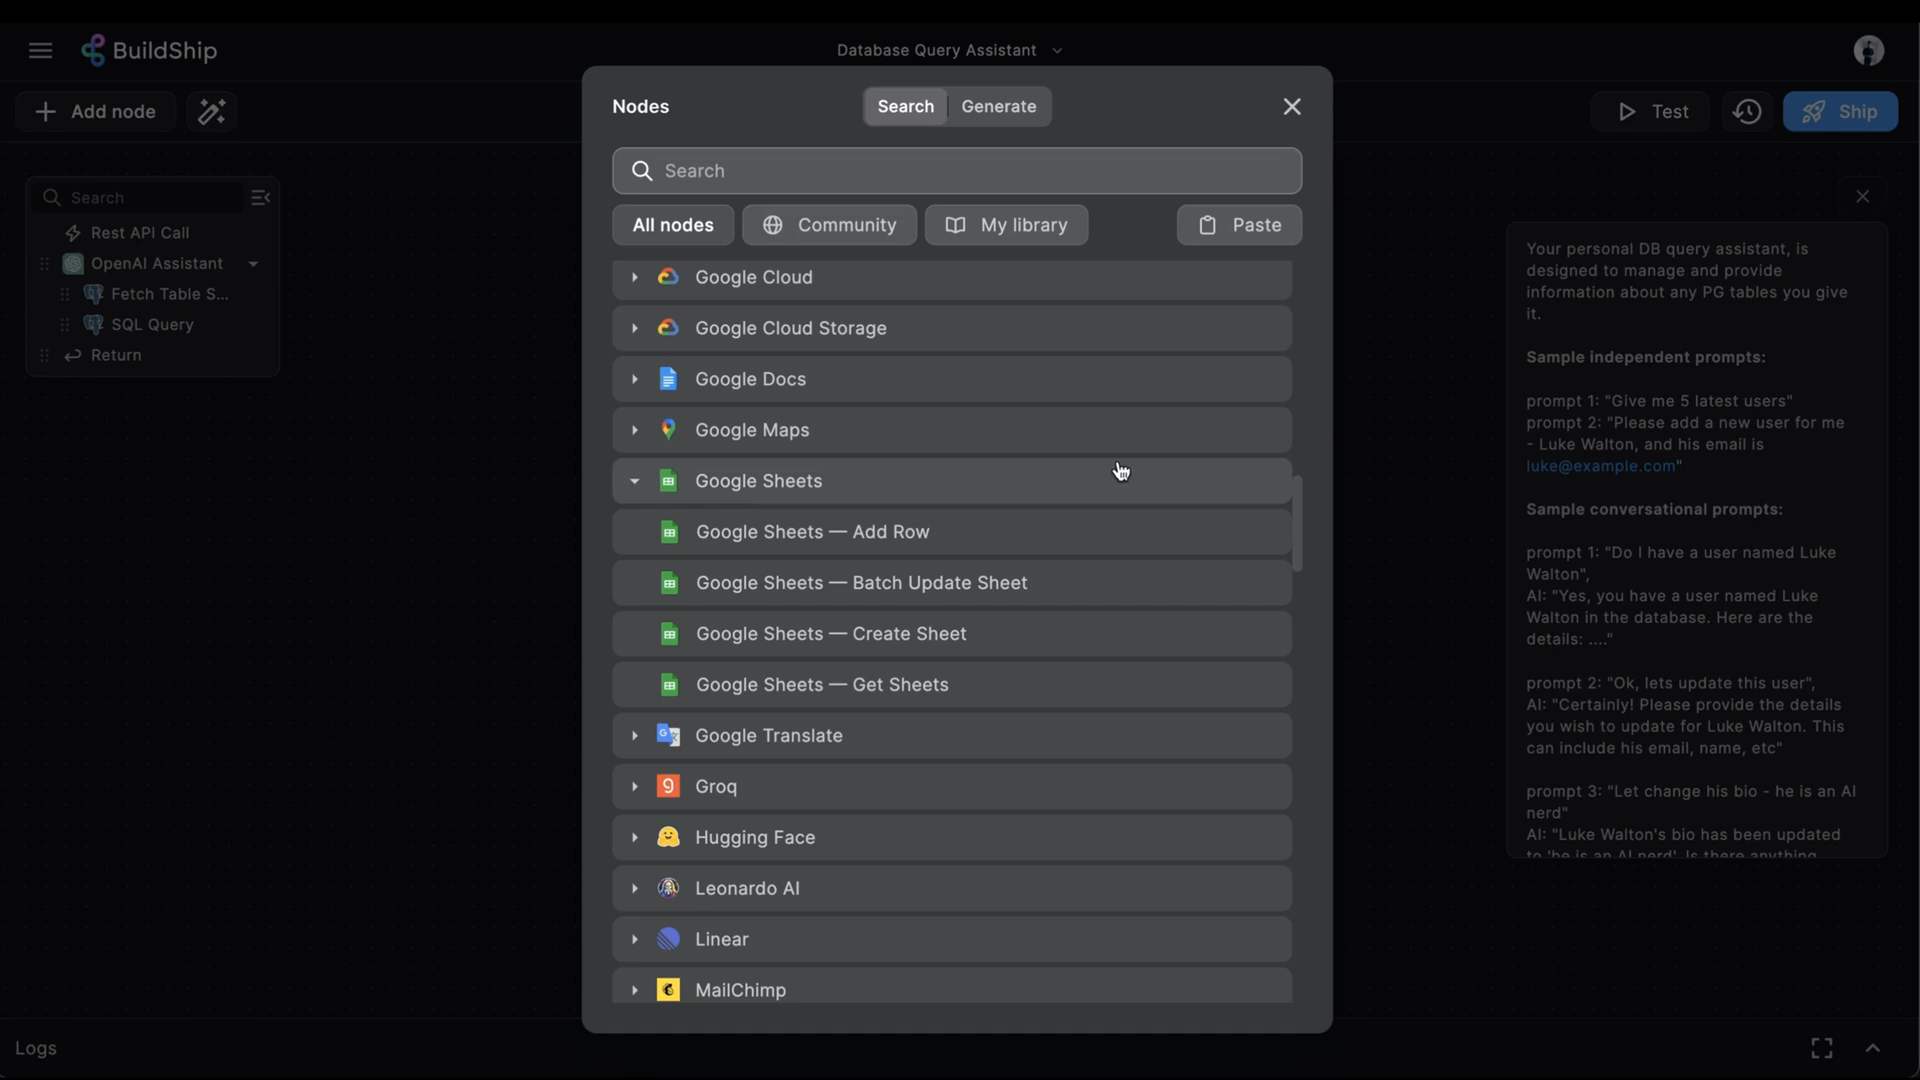 BuildShip
Database Query Assistant
Add node
Test
Ship
Search
Rest API Call
OpenAI Assistant
Fetch Table S...
SQL Query
Return
Nodes
Search
Generate
Search
All nodes
Community
My library
Paste
Google Cloud
Google Cloud Storage
Google Docs
Google Maps
Google Sheets
Google Sheets — Add Row
Google Sheets — Batch Update Sheet
Google Sheets — Create Sheet
Google Sheets — Get Sheets
Google Translate
Groq
Hugging Face
Leonardo AI
Linear
MailChimp
Your personal DB query assistant, is
designed to manage and provide
information about any PG tables you give
it.
Sample independent prompts:
prompt 1: "Give me 5 latest users"
prompt 2: "Please add a new user for me
- Luke Walton, and his email is
luke@example.com"
Sample conversational prompts:
prompt 1: "Do I have a user named Luke
Walton",
AI: "Yes, you have a user named Luke
Walton in the database. Here are the
details: ...."
prompt 2: "Ok, lets update this user",
AI: "Certainly! Please provide the details
you wish to update for Luke Walton. This
can include his email, name, etc"
prompt 3: "Let change his bio - he is an AI
nerd"
AI: "Luke Walton's bio has been updated
to 'he is an AI nerd'. Is there anything
Logs